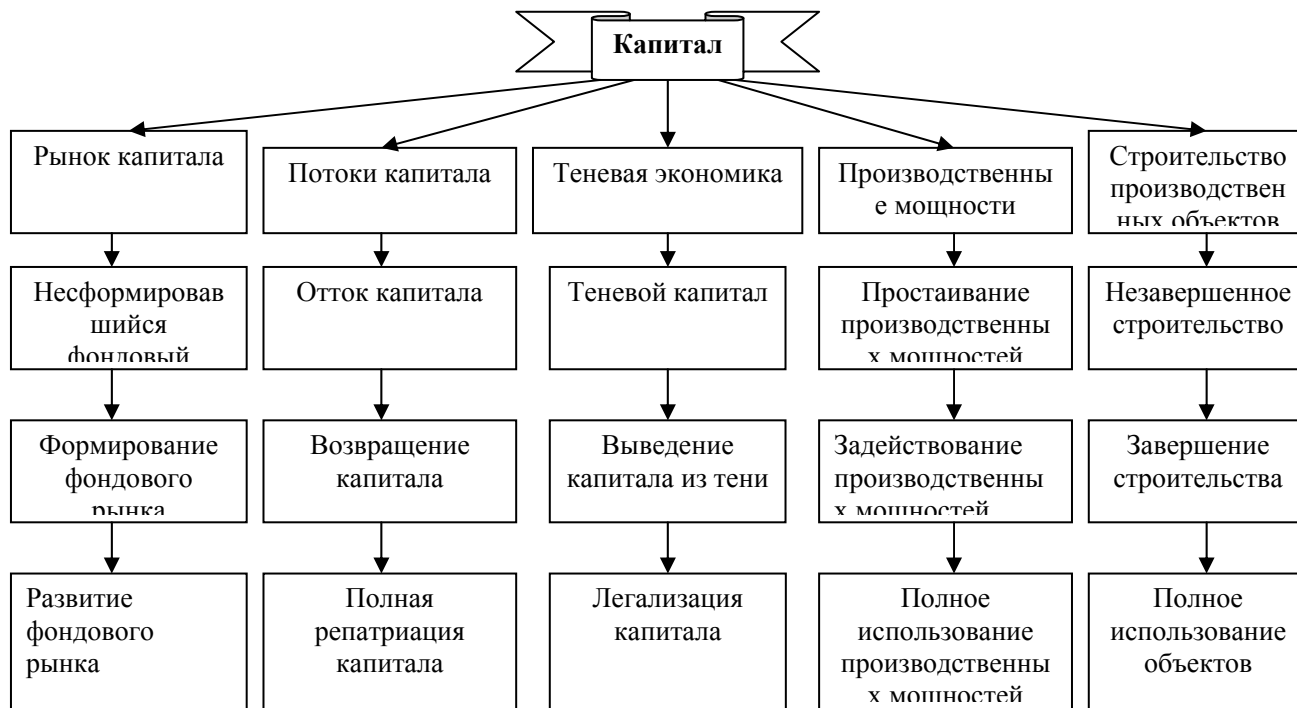 Капитал
Рынок капитала
Потоки капитала
Теневая экономика
Производственны
е мощности
Строительство
производствен
ных объектов
Несформировав
шийся
фондовый
Отток капитала
Теневой капитал
Простаивание
производственны
х мощностей
Незавершенное
строительство
Формирование
фондового
рынка
Возвращение
капитала
Выведение
капитала из тени
Задействование
производственны
х мощностей
Завершение
строительства
Развитие
фондового
рынка
Полная
репатриация
капитала
Легализация
капитала
Полное
использование
производственны
х мощностей
Полное
использование
объектов